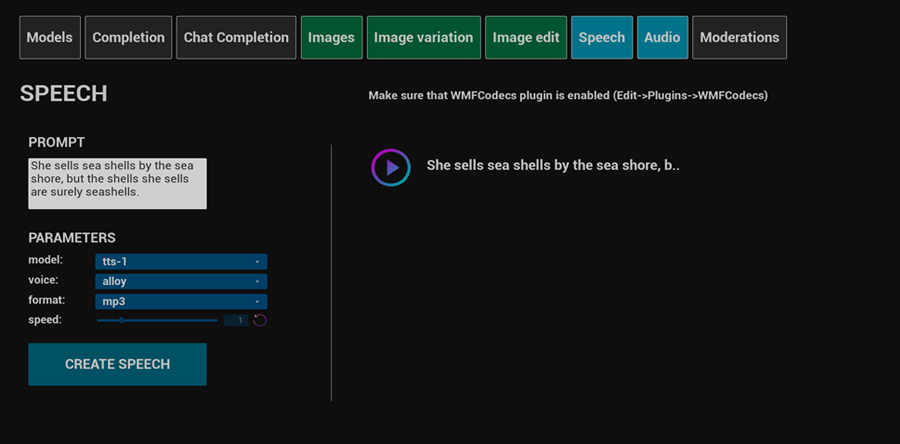 Models Completion Chat Completion Images Image variation Image edit Speech Audio Moderations
SPEECH
Make sure that WMFCodecs plugin is enabled (Edit->Plugins->WMFCodecs)
PROMPT
She sells sea shells by the sea
shore, but the shells she sells
are surely seashells.
She sells sea shells by the sea shore, b..
PARAMETERS
model: tts-1
voice: alloy
format: mp3
speed: 1
CREATE SPEECH